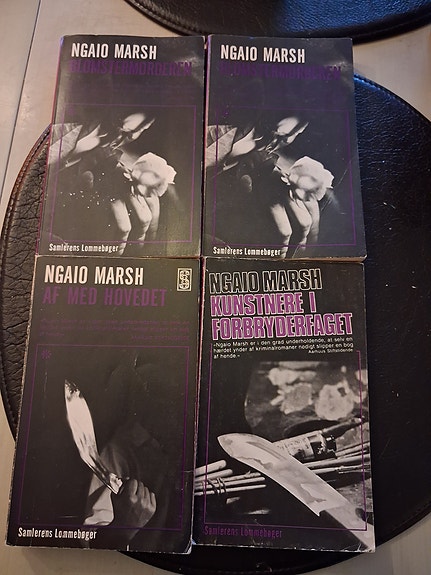 NGAIO MARSH
BLOMSTERMORDEREN
Samlerens Lommebøger
NGAIO MARSH
BLOMSTERMORDEREN
Samlerens Lommebøger
NGAIO MARSH
AF MED HOVEDET
Samlerens Lommebøger
NGAIO MARSH
KUNSTNERE I
FORBRYDERFAGET
»Ngaio Marsh er i den grad underholdende, at selv en
hærdet ynder af kriminalromaner nødigt slipper en bog
af hende.«
Aarhuus Stiftstidende
Samlerens Lommebøger